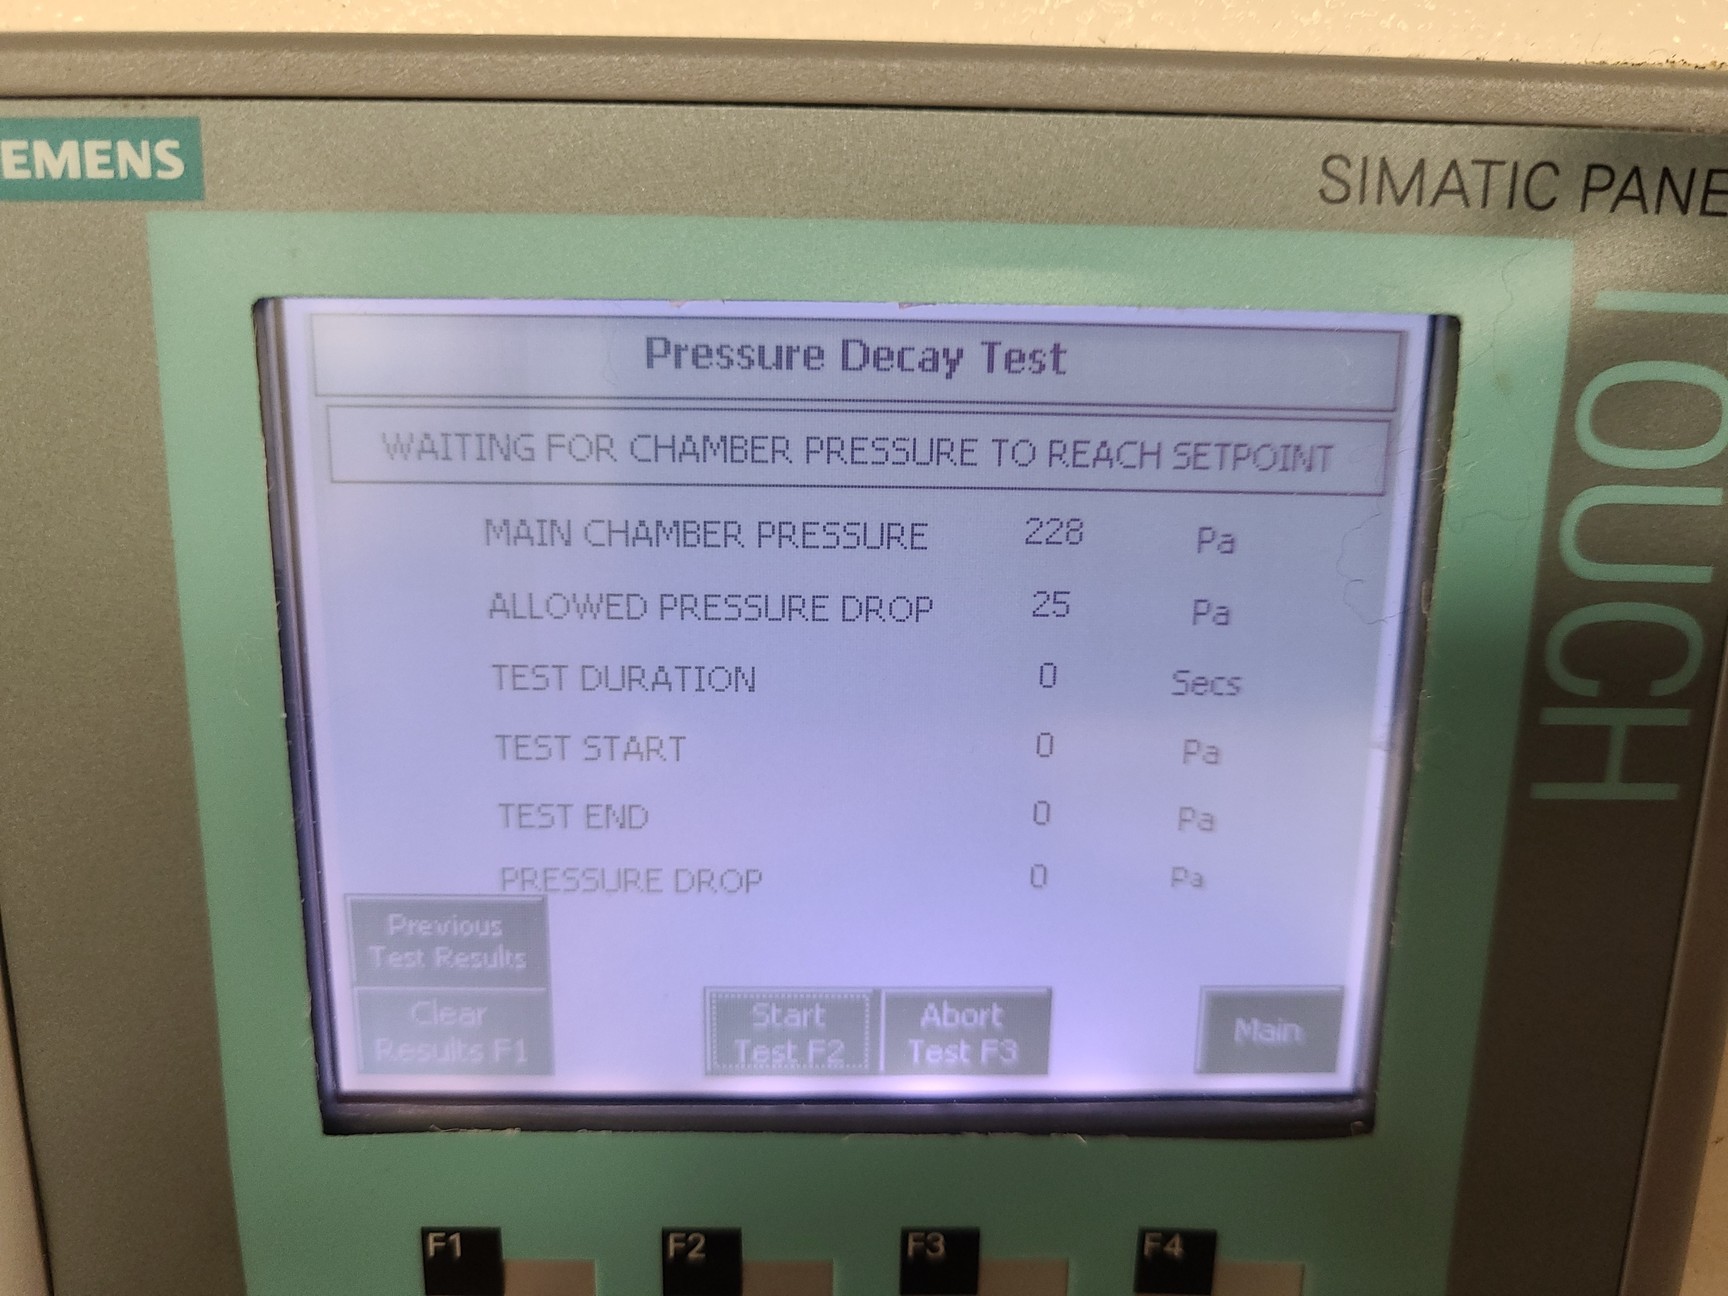 EMENS
SIMATIC PANE
TOUCH
Pressure Decay Test
WAITING FOR CHAMBER PRESSURE TO REACH SETPOINT
MAIN CHAMBER PRESSURE 228 Pa
ALLOWED PRESSURE DROP 25 Pa
TEST DURATION 0 Secs
TEST START 0 Pa
TEST END 0 Pa
PRESSURE DROP 0 Pa
Previous
Test Results
Clear
Results F1
Start
Test F2
Abort
Test F3
Main
F1 F2 F3 F4